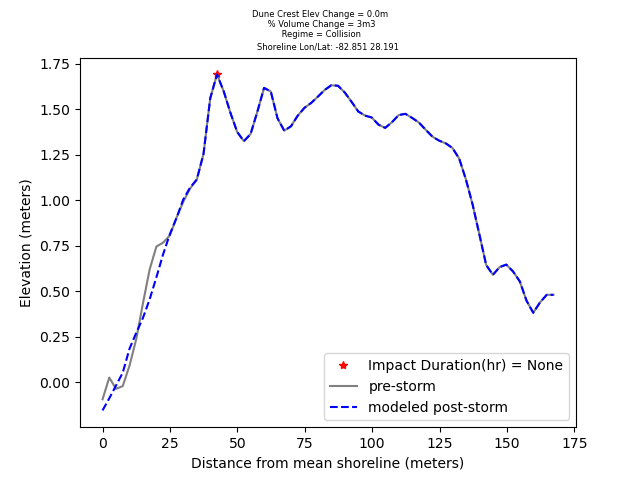 Dune Crest Elev Change = 0.0m
% Volume Change = 3m3
Regime = Collision
Shoreline Lon/Lat: -82.851 28.191
1.75
1.50
1.25
1.00
0.75
0.50
0.25
0.00
Elevation (meters)
Impact Duration(hr) = None
pre-storm
modeled post-storm
0 25 50 75 100 125 150 175
Distance from mean shoreline (meters)